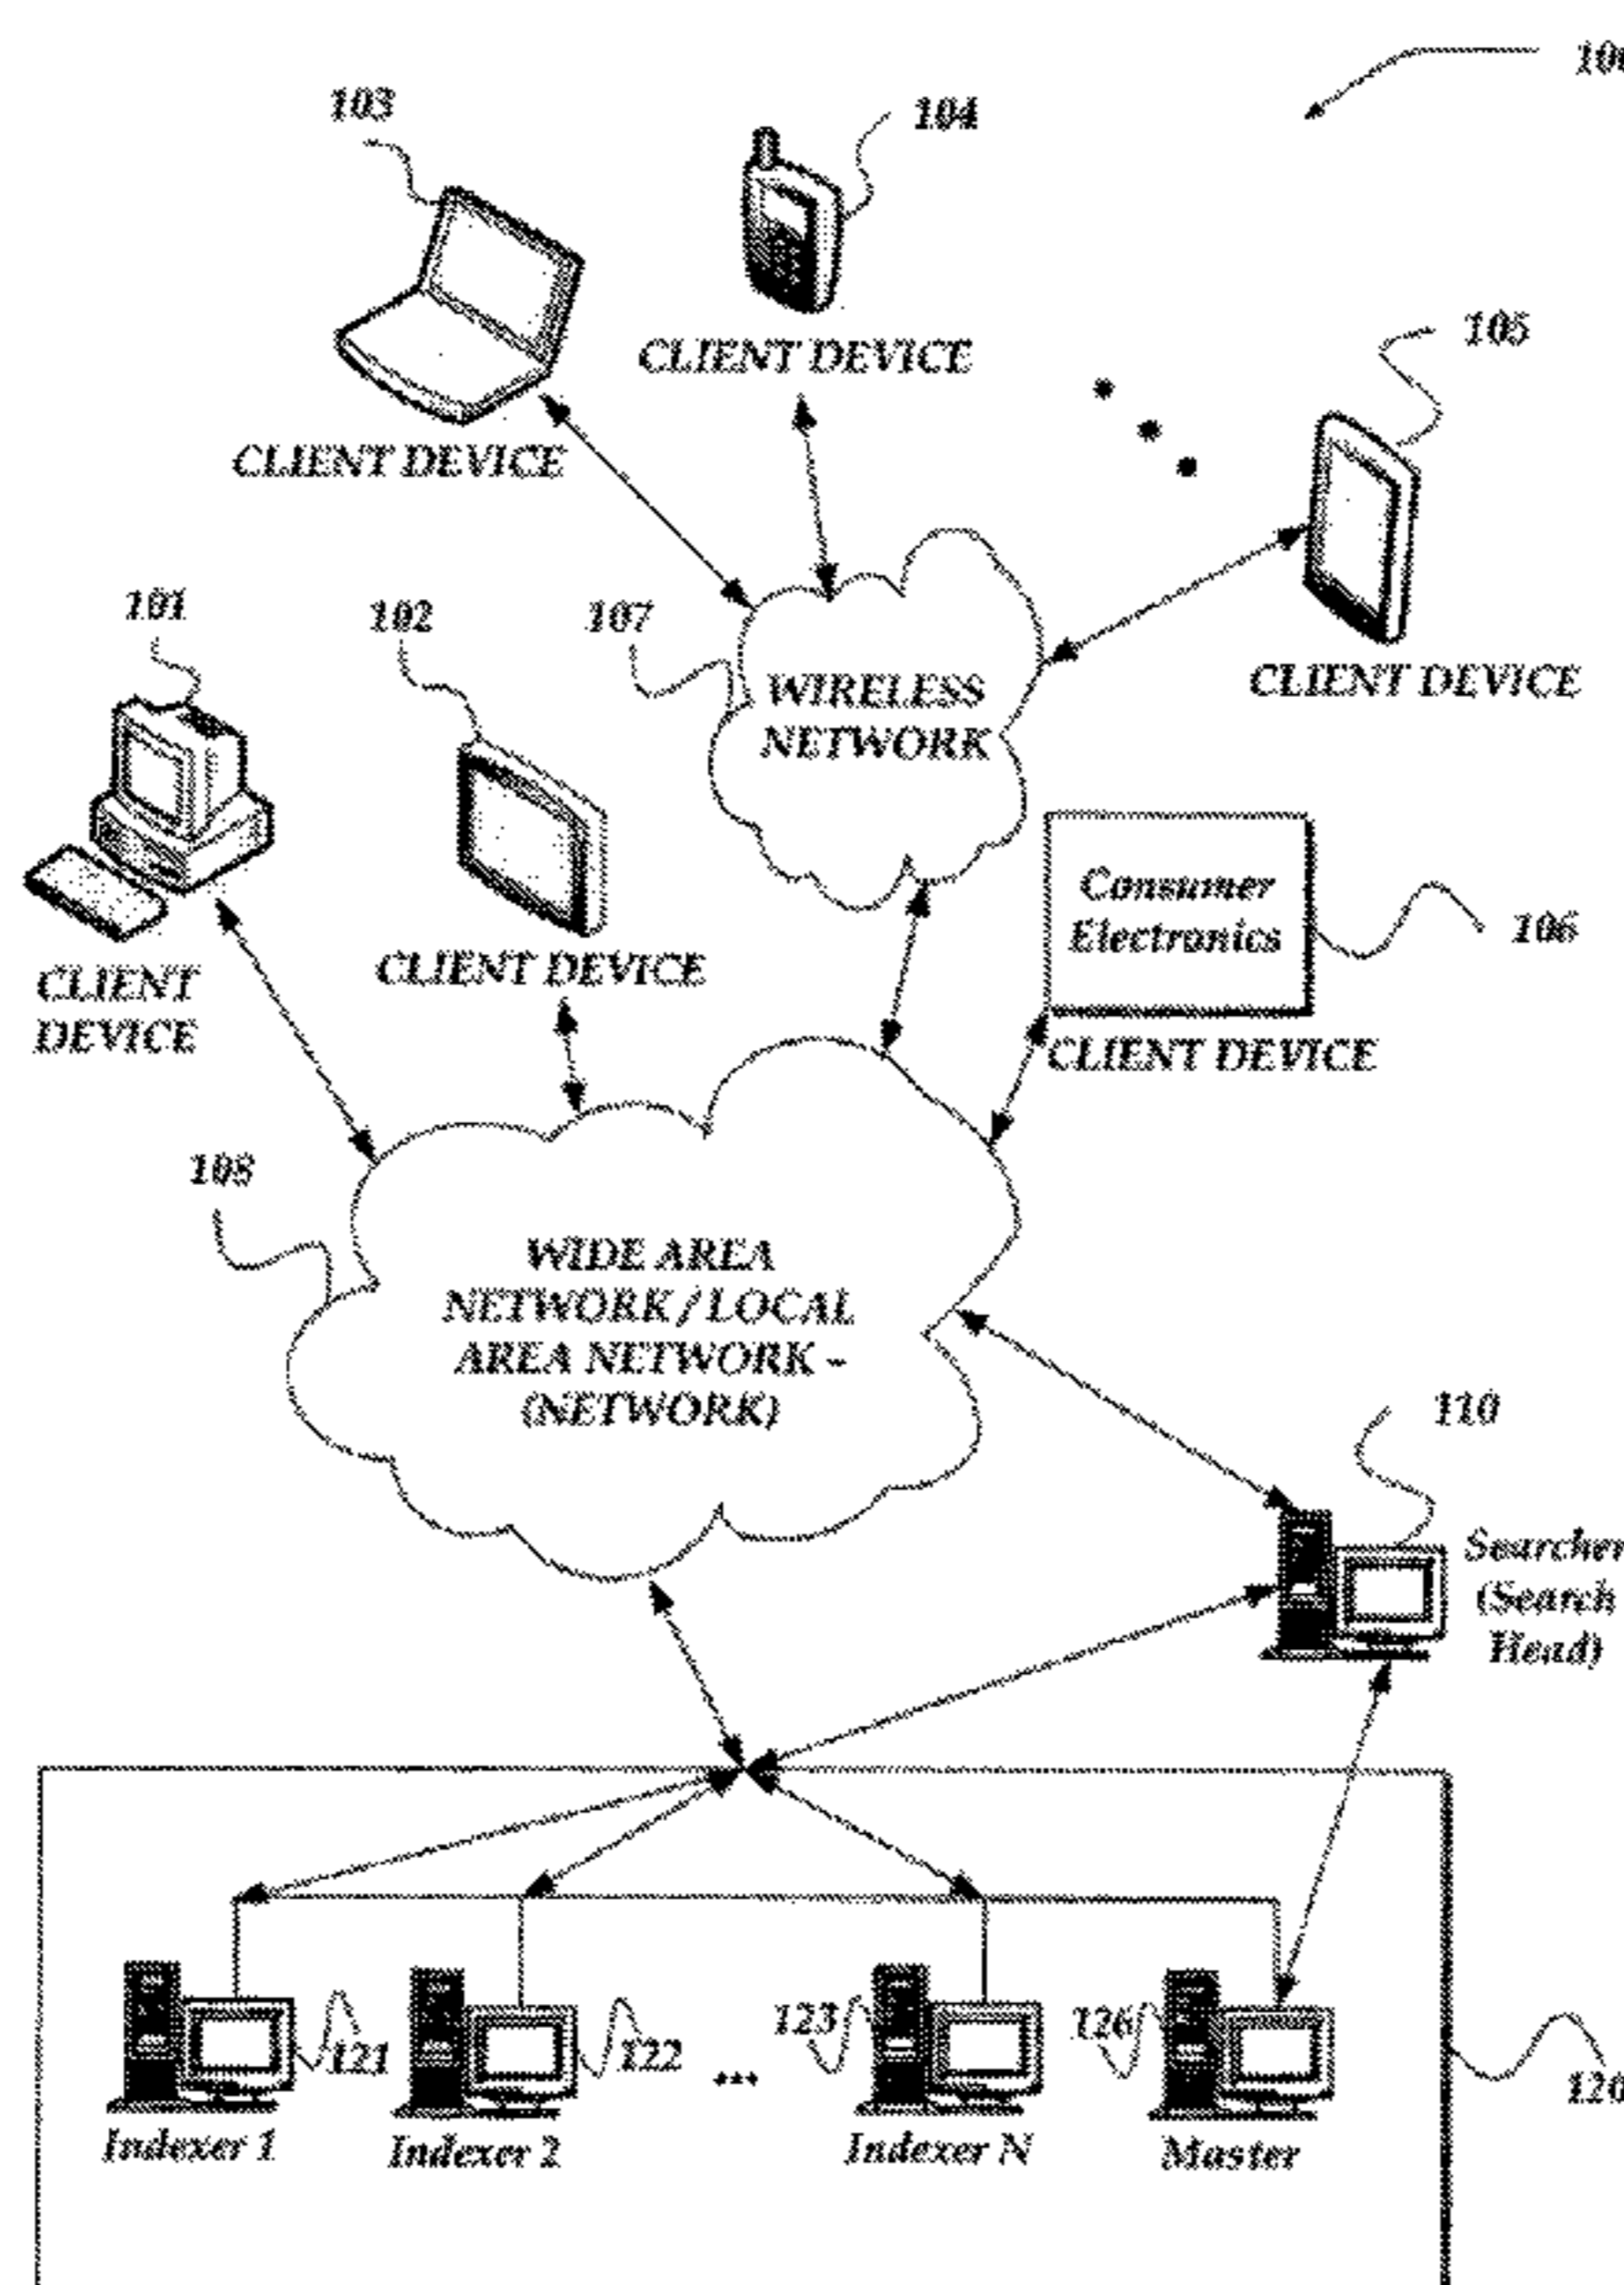 103
104
CLIENT DEVICE
105
CLIENT DEVICE
101
102
107
WIRELESS
NETWORK
CLIENT DEVICE
Consumer
Electronics
106
CLIENT
DEVICE
CLIENT DEVICE
CLIENT DEVICE
108
WIDE AREA
NETWORK / LOCAL
AREA NETWORK –
(NETWORK)
110
Searcher
(Search
Head)
121
122
...
123
126
120
Indexer 1
Indexer 2
Indexer N
Master